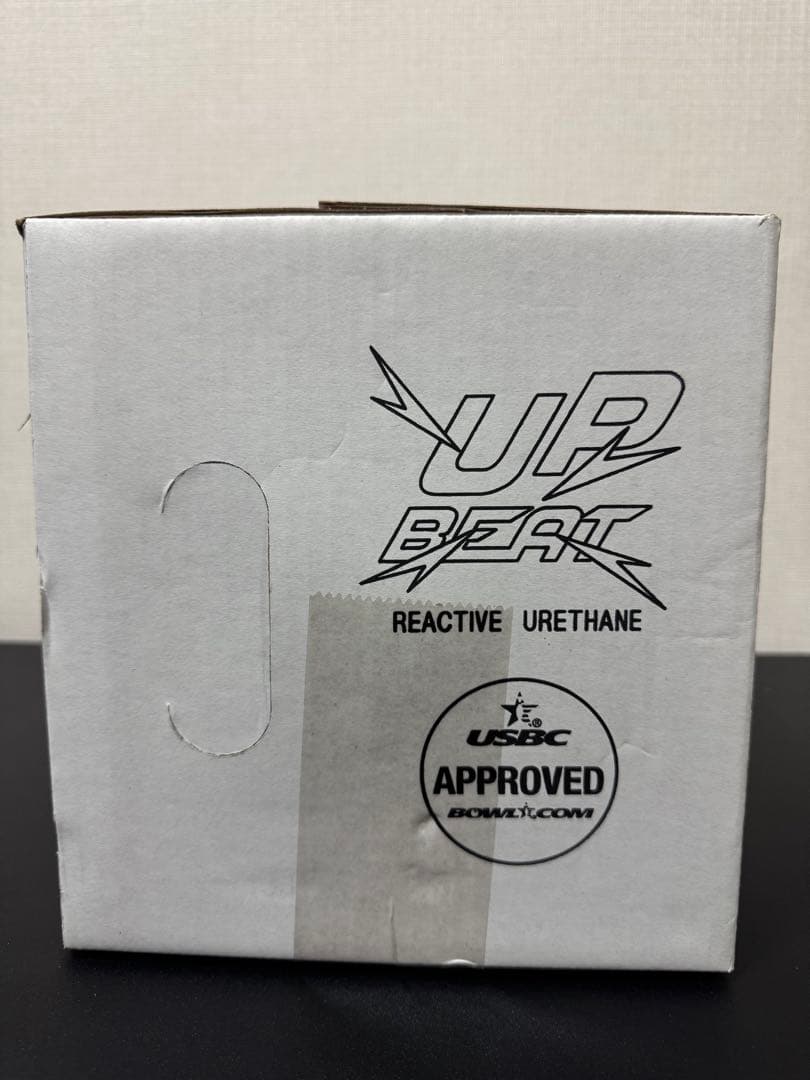 UP
BEAT
REACTIVE URETHANE
®
USBC
APPROVED
BOWL★COM